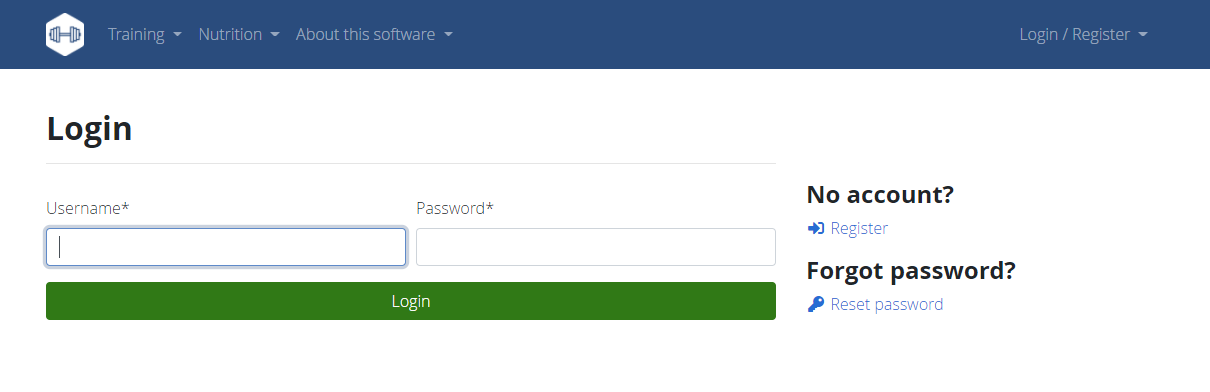 Training Nutrition About this software Login / Register
Login
Username* Password*
Login
No account?
Register
Forgot password?
Reset password